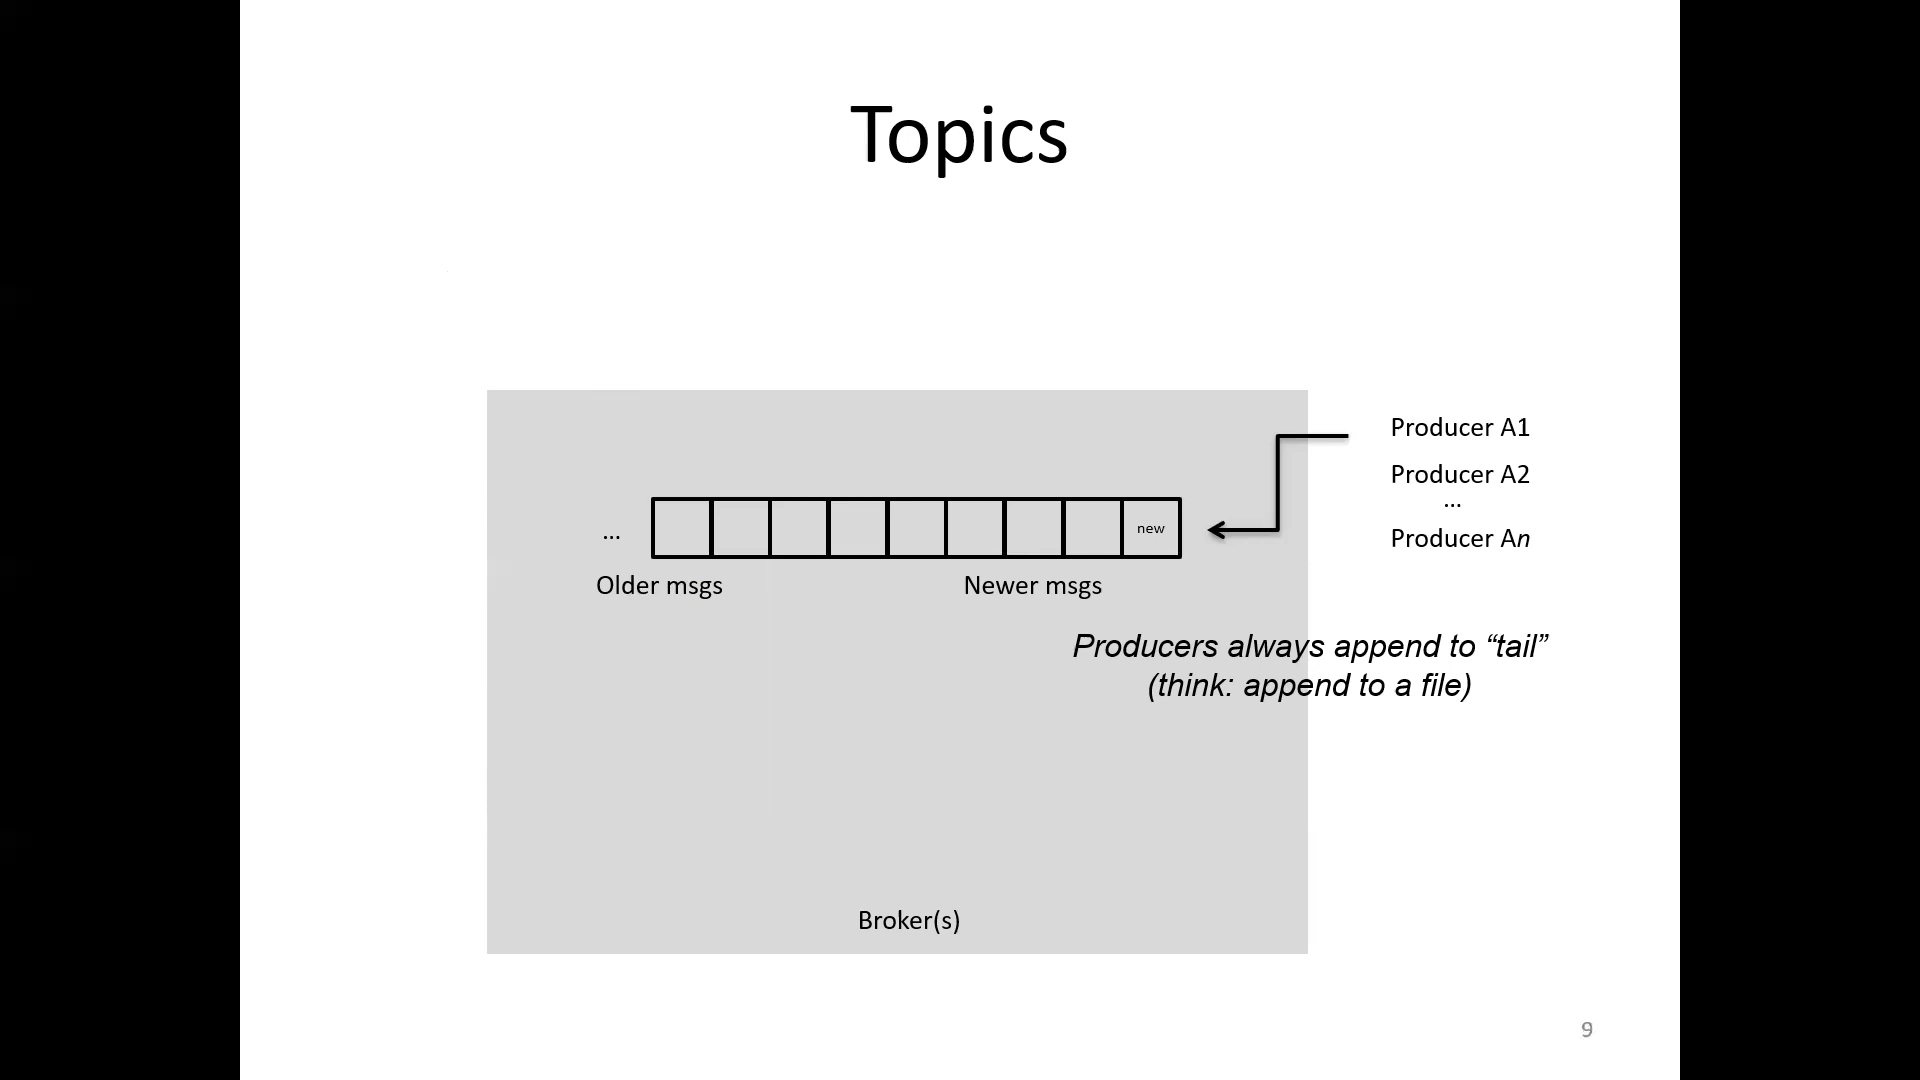 Topics
Producer A1
Producer A2
...
Producer An
new
...
Older msgs
Newer msgs
Producers always append to “tail”
(think: append to a file)
Broker(s)
9